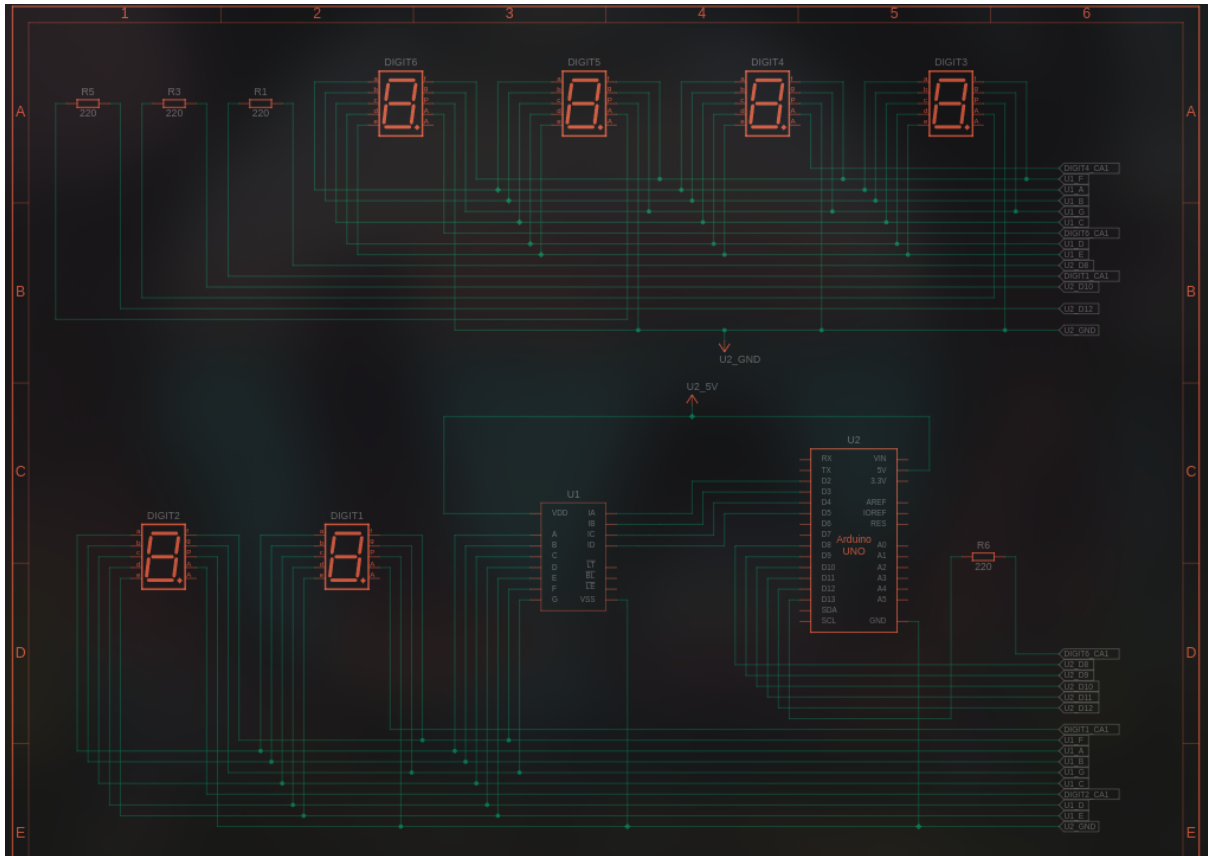 1 2 3 4 5 6
DIGIT6 DIGIT5 DIGIT4 DIGIT3
R5 R3 R1
220 220 220
A A
DIGIT4_CA1
U1_F
U1_A
U1_B
U1_G
U1_C
DIGIT6_CA1
U1_D
U1_E
U2_D8
DIGIT1_CA1
U2_D10
B B
U2_D12
U2_GND
U2_GND
U2_5V
U2
C C
RX VIN
TX 5V
D2 3.3V
D3
D4 AREF
D5 IOREF
D6 RES
D7
D8 A0
D9 A1
D10 A2
D11 A3
D12 A4
D13 A5
SDA
SCL GND
Arduino
UNO
U1
VDD IA
IB
A IC
B ID
C
D LT
E BL
F LE
G VSS
DIGIT2 DIGIT1
R6
220
D D
DIGIT6_CA1
U2_D8
U2_D9
U2_D10
U2_D11
U2_D12
DIGIT1_CA1
U1_F
U1_A
U1_B
U1_G
U1_C
DIGIT2_CA1
U1_D
U1_E
U2_GND
E E